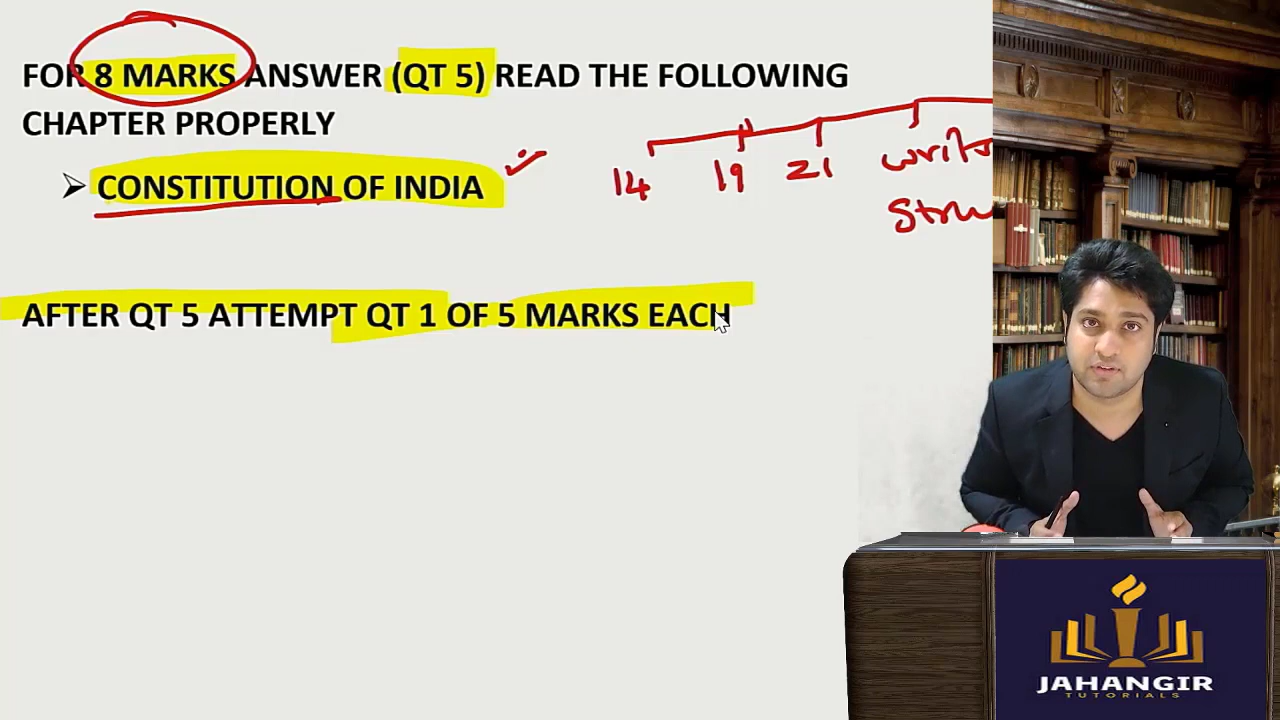 FOR 8 MARKS ANSWER (QT 5) READ THE FOLLOWING
CHAPTER PROPERLY
CONSTITUTION OF INDIA
14 19 21
AFTER QT 5 ATTEMPT QT 1 OF 5 MARKS EACH
JAHANGIR
TUTORIALS